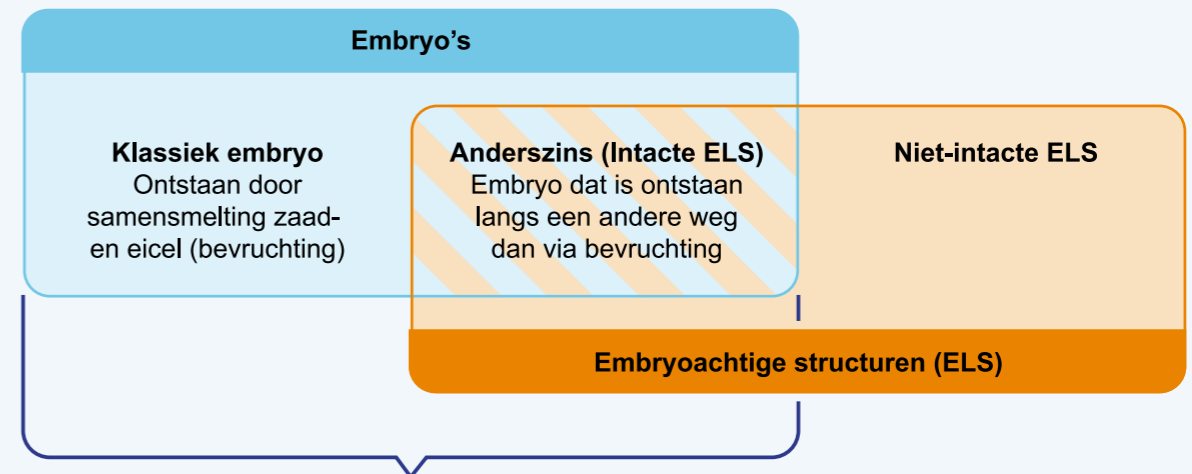 Embryo’s
Klassiek embryo
Ontstaan door
samensmelting zaad-
en eicel (bevruchting)
Anderszins (Intacte ELS)
Embryo dat is ontstaan
langs een andere weg
dan via bevruchting
Niet-intacte ELS
Embryoachtige structuren (ELS)